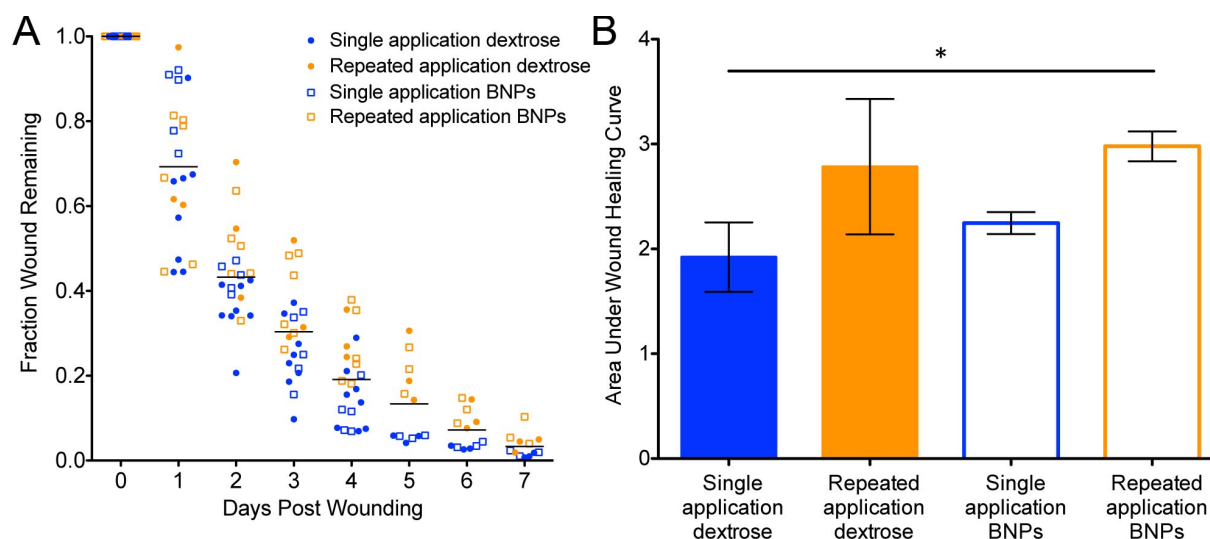 A
Fraction Wound Remaining
1.0
0.8
0.6
0.4
0.2
0.0
0 1 2 3 4 5 6 7
Days Post Wounding
Single application dextrose
Repeated application dextrose
Single application BNPs
Repeated application BNPs
B
Area Under Wound Healing Curve
4
3
2
1
0
*
Single
application
dextrose
Repeated
application
dextrose
Single
application
BNPs
Repeated
application
BNPs